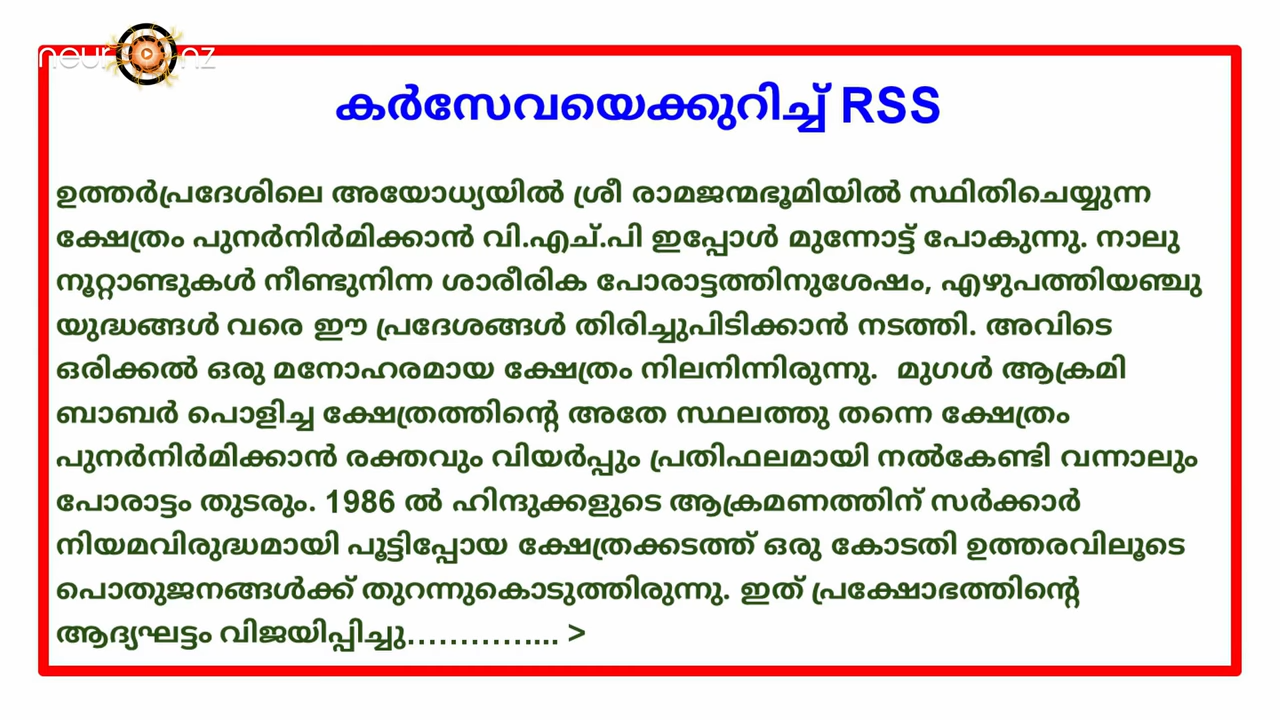 neuronz
കർസേവയെക്കുറിച്ച് RSS
ഉത്തർപ്രദേശിലെ അയോധ്യയിൽ ശ്രീ രാമജന്മഭൂമിയിൽ സ്ഥിതിചെയ്യുന്ന
ക്ഷേത്രം പുനർനിർമിക്കാൻ വി.എച്.പി ഇപ്പോൾ മുന്നോട്ട് പോകുന്നു. നാലു
നൂറ്റാണ്ടുകൾ നീണ്ടുനിന്ന ശാരീരിക പോരാട്ടത്തിനുശേഷം, എഴുപത്തിയഞ്ചു
യുദ്ധങ്ങൾ വരെ ഈ പ്രദേശങ്ങൾ തിരിച്ചുപിടിക്കാൻ നടത്തി. അവിടെ
ഒരിക്കൽ ഒരു മനോഹരമായ ക്ഷേത്രം നിലനിന്നിരുന്നു. മുഗൾ ആക്രമി
ബാബർ പൊളിച്ച ക്ഷേത്രത്തിന്റെ അതേ സ്ഥലത്തു തന്നെ ക്ഷേത്രം
പുനർനിർമിക്കാൻ രക്തവും വിയർപ്പും പ്രതിഫലമായി നൽകേണ്ടി വന്നാലും
പോരാട്ടം തുടരും. 1986 ൽ ഹിന്ദുക്കളുടെ ആക്രമണത്തിന് സർക്കാർ
നിയമവിരുദ്ധമായി പൂട്ടിപ്പോയ ക്ഷേത്രക്കടത്ത് ഒരു കോടതി ഉത്തരവിലൂടെ
പൊതുജനങ്ങൾക്ക് തുറന്നുകൊടുത്തിരുന്നു. ഇത് പ്രക്ഷോഭത്തിന്റെ
ആദ്യഘട്ടം വിജയിപ്പിച്ചു…………... >